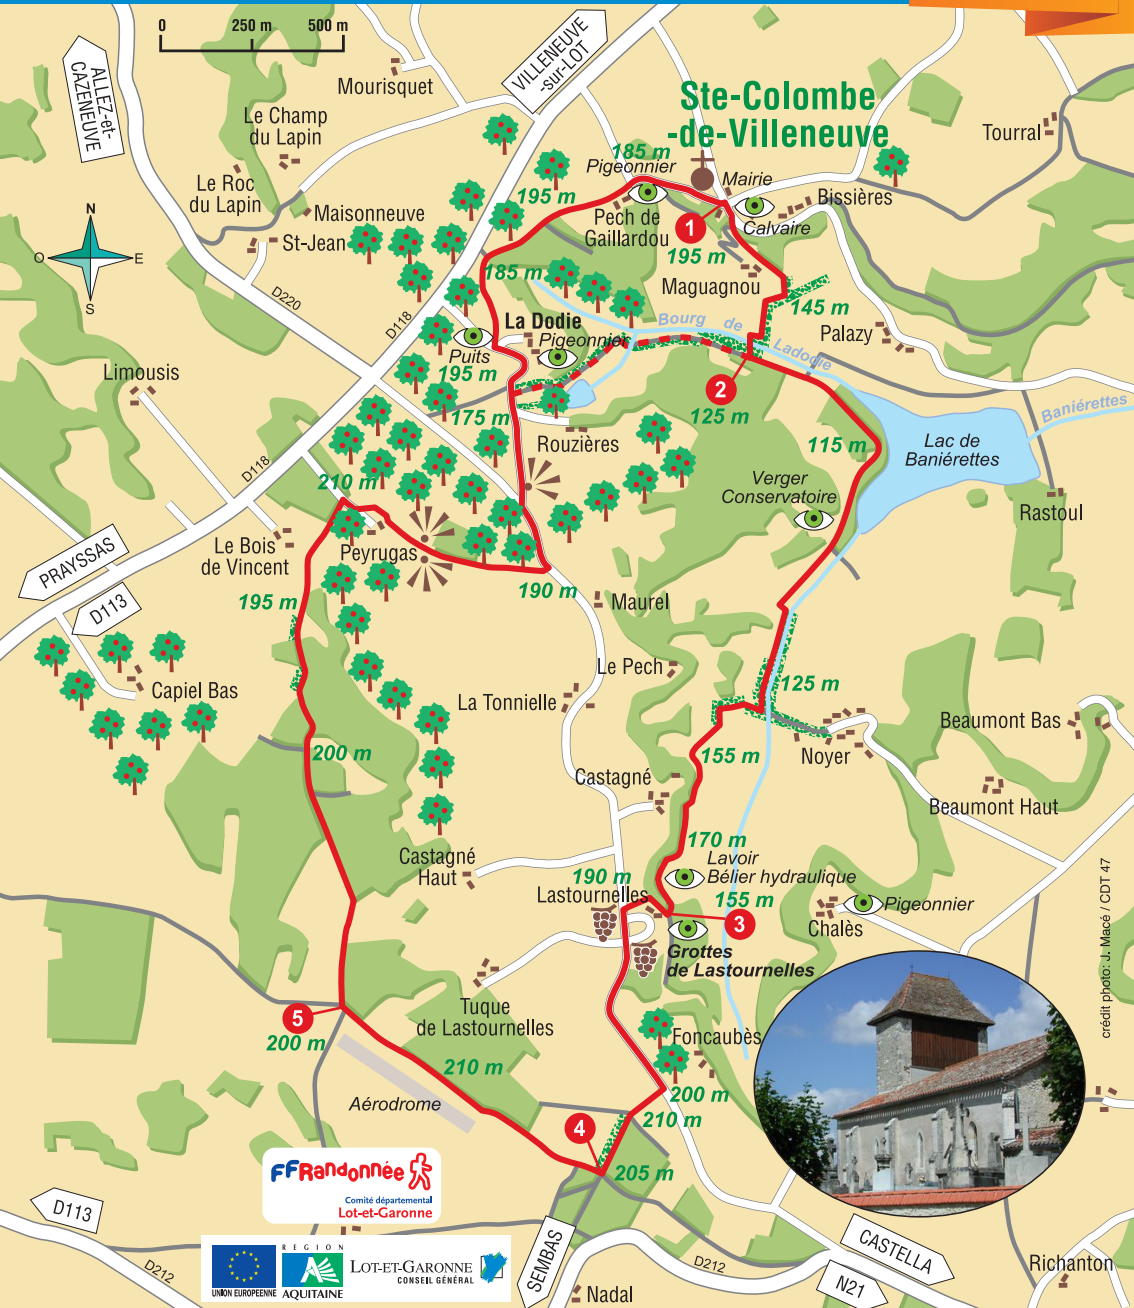 0
250 m
500 m
ALLEZ-et-
CAZENEUVE
VILLENEUVE
-sur-LOT
Mourisquet
Ste-Colombe
-de-Villeneuve
Le Champ
du Lapin
Tourral
185 m
Pigeonnier
Mairie
Le Roc
du Lapin
195 m
Bissières
Maisonneuve
Pech de
Gaillardou
1
Calvaire
N
O
E
S
St-Jean
195 m
185 m
Maguagnou
D220
145 m
D118
La Dodie
Pigeonnier
Bourg de
Ladodie
Palazy
Puits
195 m
Limousis
2
125 m
Baniérettes
175 m
Rouzières
115 m
Lac de
Baniérettes
D118
210 m
Verger
Conservatoire
Rastoul
PRAYSSAS
Le Bois
de Vincent
Peyrugas
D113
195 m
190 m
Maurel
Le Pech
125 m
Capiel Bas
La Tonnielle
Beaumont Bas
200 m
155 m
Noyer
Castagné
Beaumont Haut
170 m
Castagné
Haut
Lavoir
Bélier hydraulique
190 m
Lastournelles
155 m
Pigeonnier
3
Chalès
Grottes
de Lastournelles
crédit photo: J. Macé / CDT 47
Tuque
de Lastournelles
5
200 m
Foncaubès
210 m
200 m
Aérodrome
210 m
4
205 m
FFRandonnée
Comité départemental
Lot-et-Garonne
D113
D212
SEMBAS
D212
CASTELLA
N21
Richanton
Nadal
UNION EUROPEENNE
REGION
AQUITAINE
LOT-ET-GARONNE
CONSEIL GÉNÉRAL